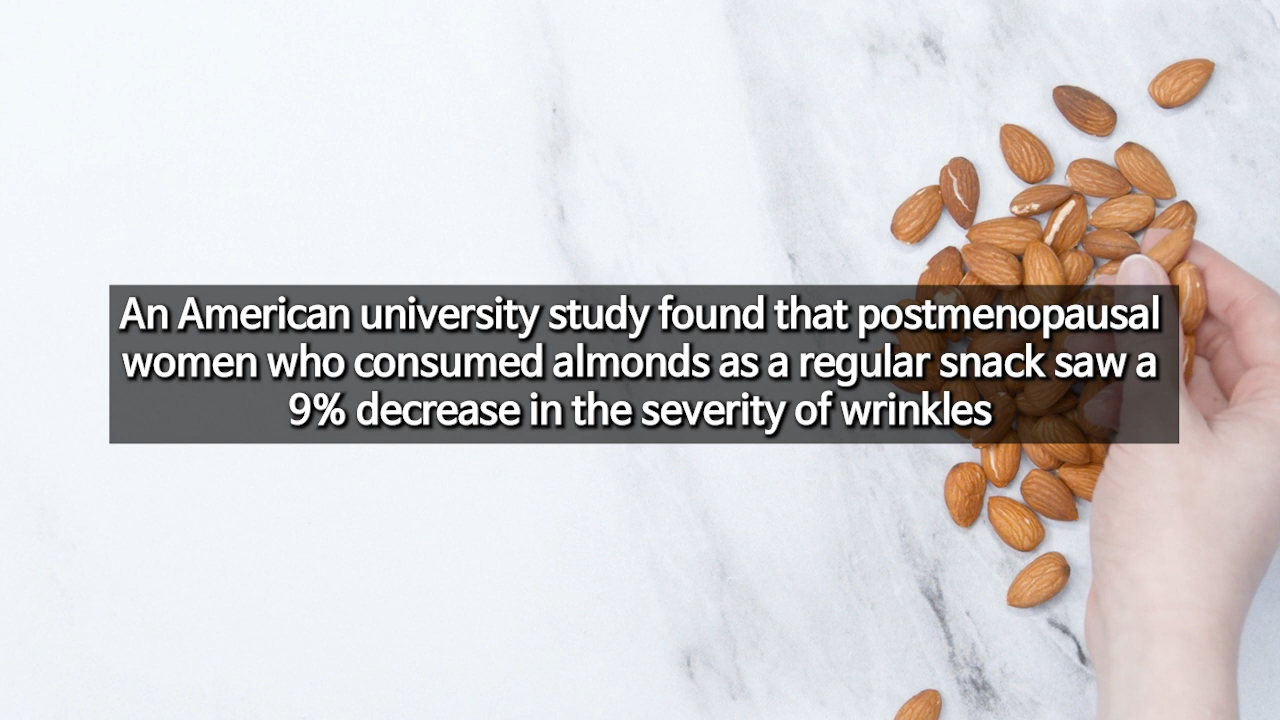 An American university study found that postmenopausal
women who consumed almonds as a regular snack saw a
9% decrease in the severity of wrinkles